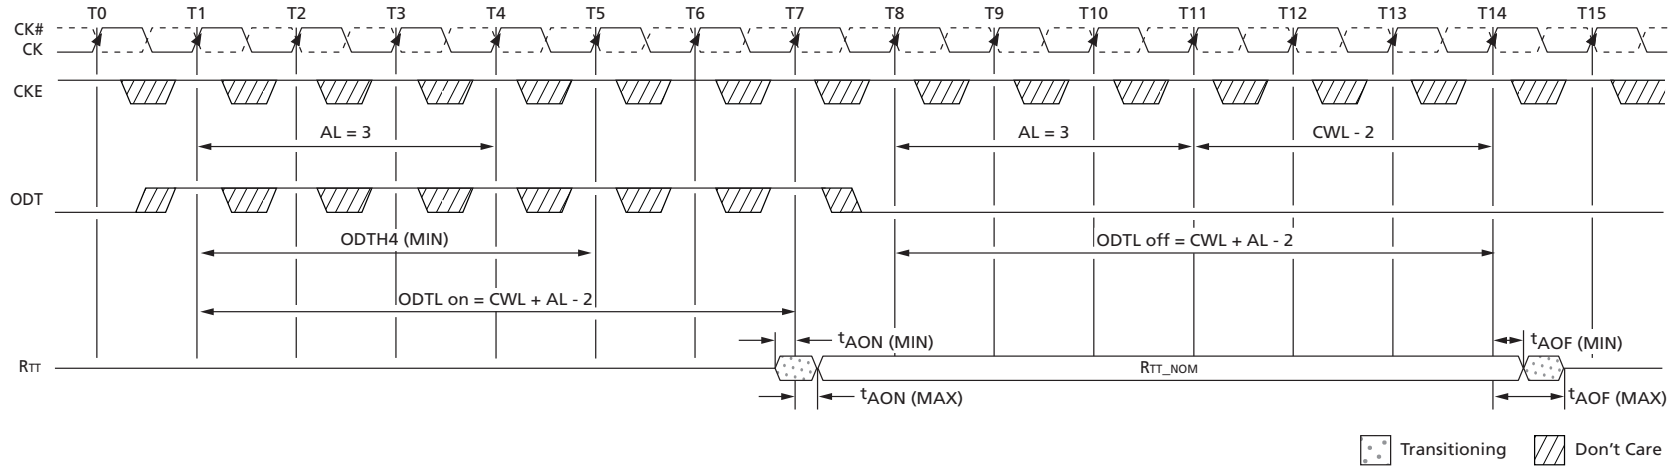 T0 T1 T2 T3 T4 T5 T6 T7 T8 T9 T10 T11 T12 T13 T14 T15
CK#
CK
CKE
AL = 3 AL = 3 CWL - 2
ODT
ODTH4 (MIN) ODTL off = CWL + AL - 2
ODTL on = CWL + AL - 2
tAON (MIN) tAOF (MIN)
RTT RTT_NOM
tAON (MAX) tAOF (MAX)
Transitioning Don't Care